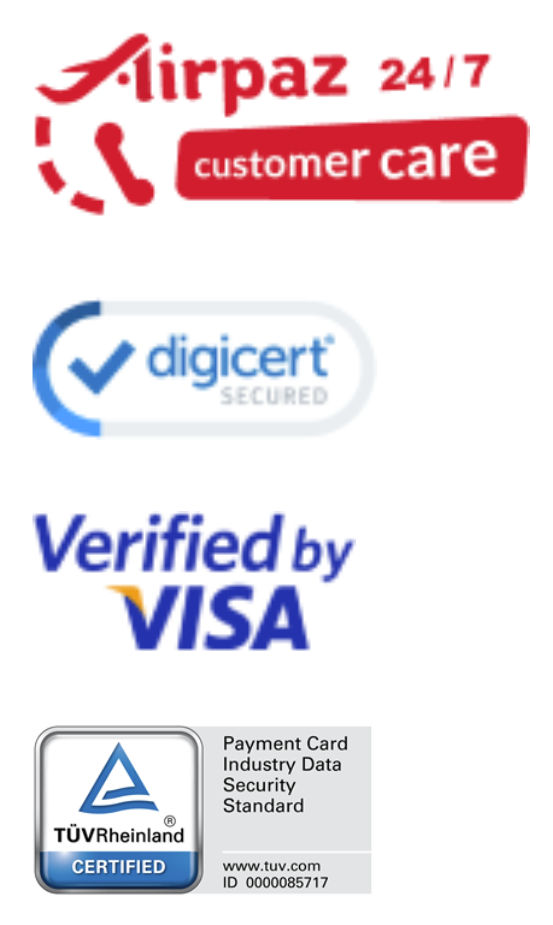 Airpaz 24/7
customer care
digicert®
SECURED
Verified by
VISA
Payment Card
Industry Data
Security
Standard
®
TÜVRheinland
CERTIFIED
www.tuv.com
ID 0000085717